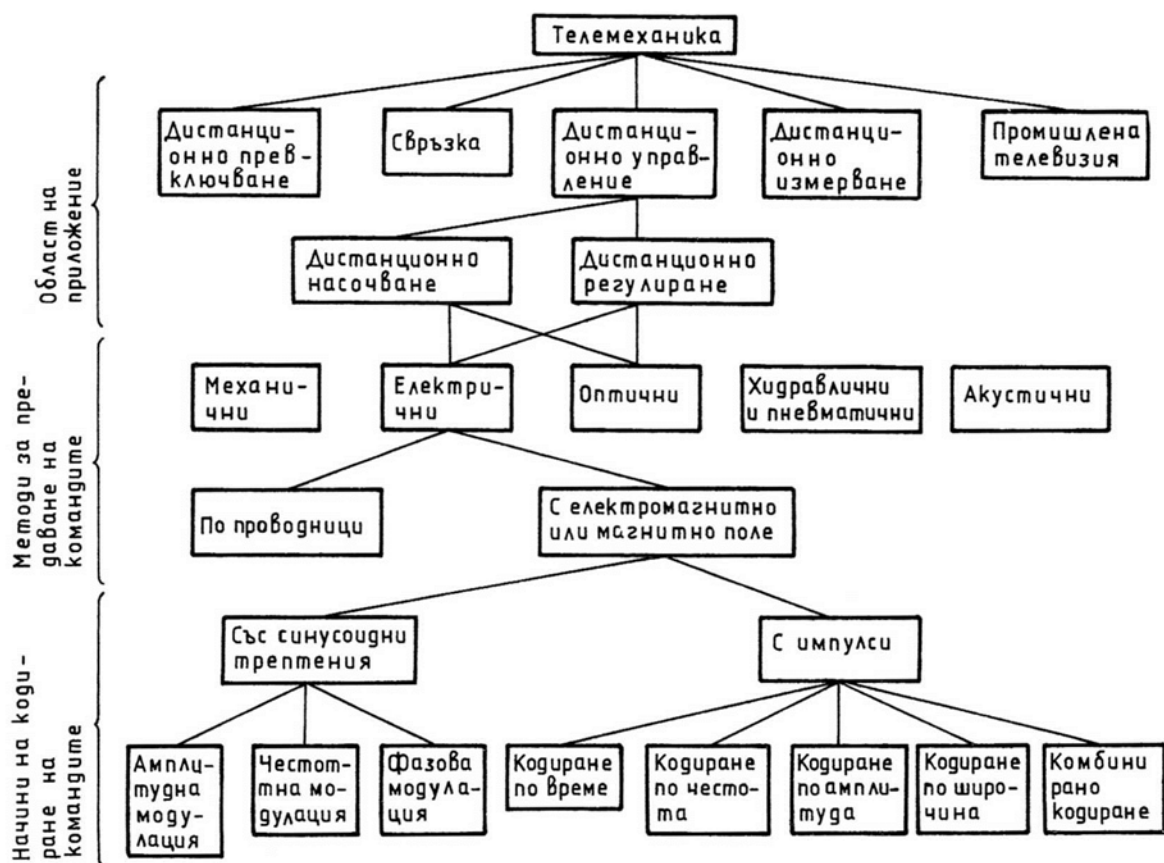 Телемеханика
Област на
приложение
Дистанци-
онно прев-
ключване
Свръзка
Дистанци-
онно управ-
ление
Дистанци-
онно
измерване
Промишлена
телевизия
Дистанционно
насочване
Дистанционно
регулиране
Методи за пре-
даване на
командите
Механи-
чни
Електри-
чни
Оптични
Хидравлични
и пневматични
Акустични
По проводници
С електромагнитно
или магнитно поле
Начини на коди-
ране на
командите
Със синусоидни
трептения
С импулси
Ампли-
тудна
моду-
лация
Честот-
тна мо-
дулация
Фазова
модула-
ция
Кодиране
по време
Кодиране
по често-
та
Кодиране
по ампли-
туда
Кодиране
по широ-
чина
Комбини
рано
кодиране